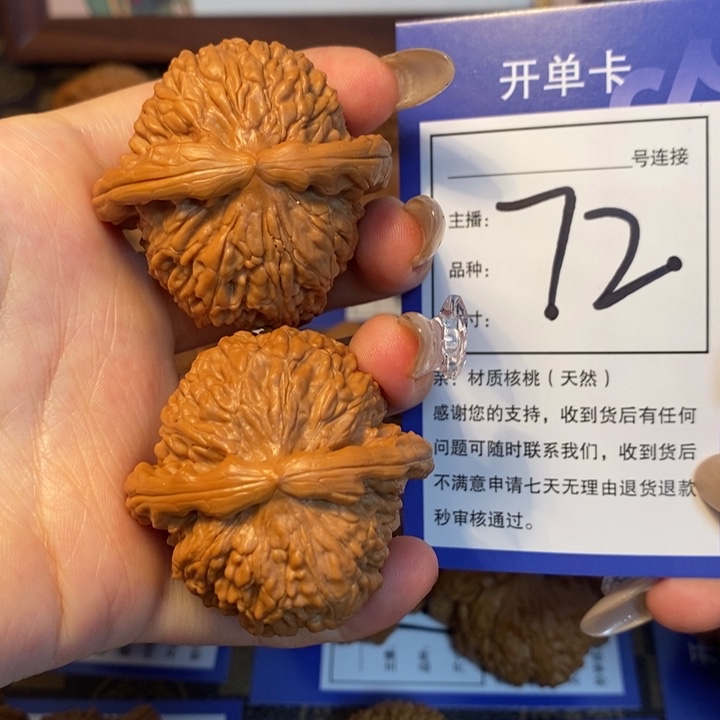 开单卡
号连接
主播:
72.
品种:
寸:
材质核桃(天然)
感谢您的支持，收到货后有任何
问题可随时联系我们，收到货后
不满意申请七天无理由退货退款
秒审核通过。